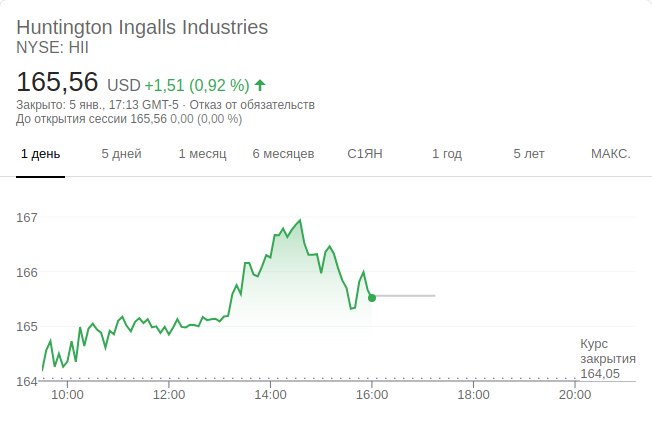 Huntington Ingalls Industries
NYSE: HII
165,56 USD +1,51 (0,92 %)
Закрыто: 5 янв., 17:13 GMT-5 · Отказ от обязательств
До открытия сессии 165,56 0,00 (0,00 %)
1 день 5 дней 1 месяц 6 месяцев С1ЯН 1 год 5 лет МАКС.
167
166
165
Курс
закрытия
164,05
164
10:00 12:00 14:00 16:00 18:00 20:00